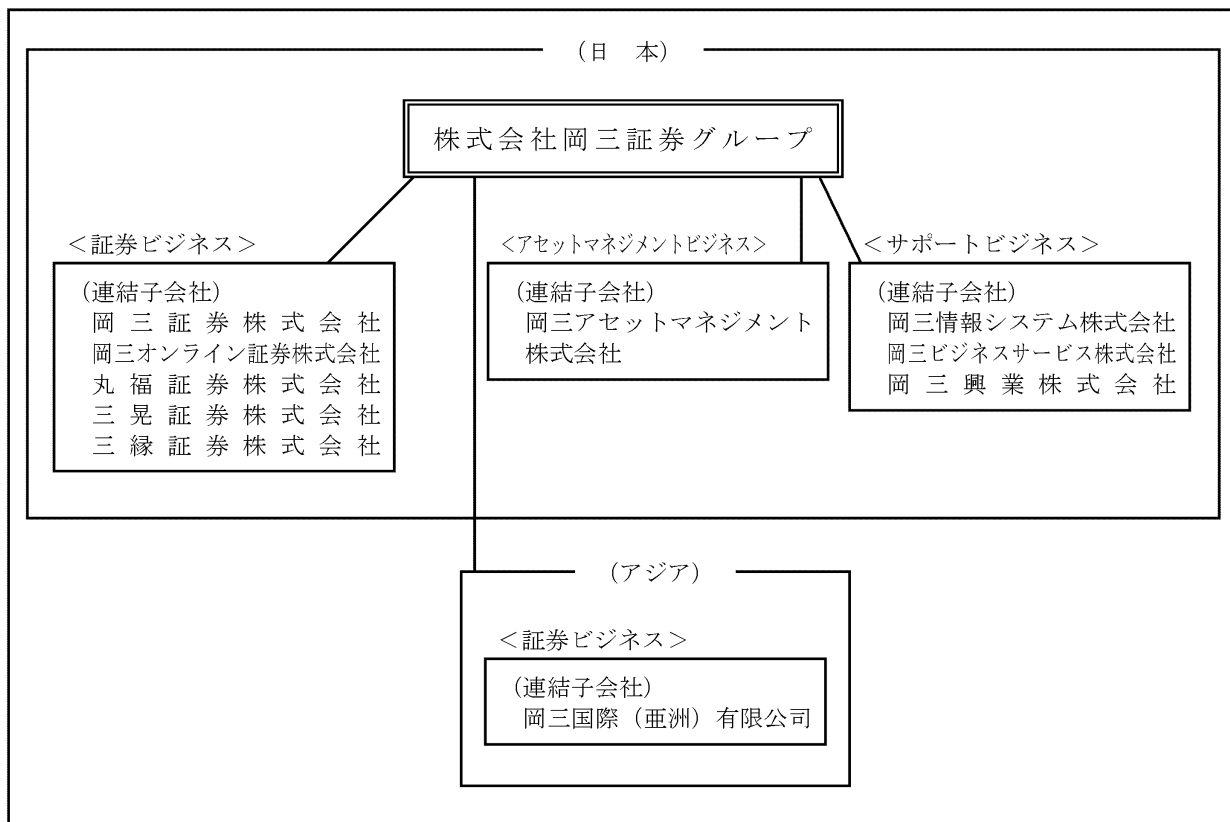 (日 本)
株式会社岡三証券グループ
<証券ビジネス>
(連結子会社)
岡三証券株式会社
岡三オンライン証券株式会社
丸福証券株式会社
三晃証券株式会社
三縁証券株式会社
<アセットマネジメントビジネス>
(連結子会社)
岡三アセットマネジメント
株式会社
<サポートビジネス>
(連結子会社)
岡三情報システム株式会社
岡三ビジネスサービス株式会社
岡三興業株式会社
(アジア)
<証券ビジネス>
(連結子会社)
岡三国際(亜洲)有限公司